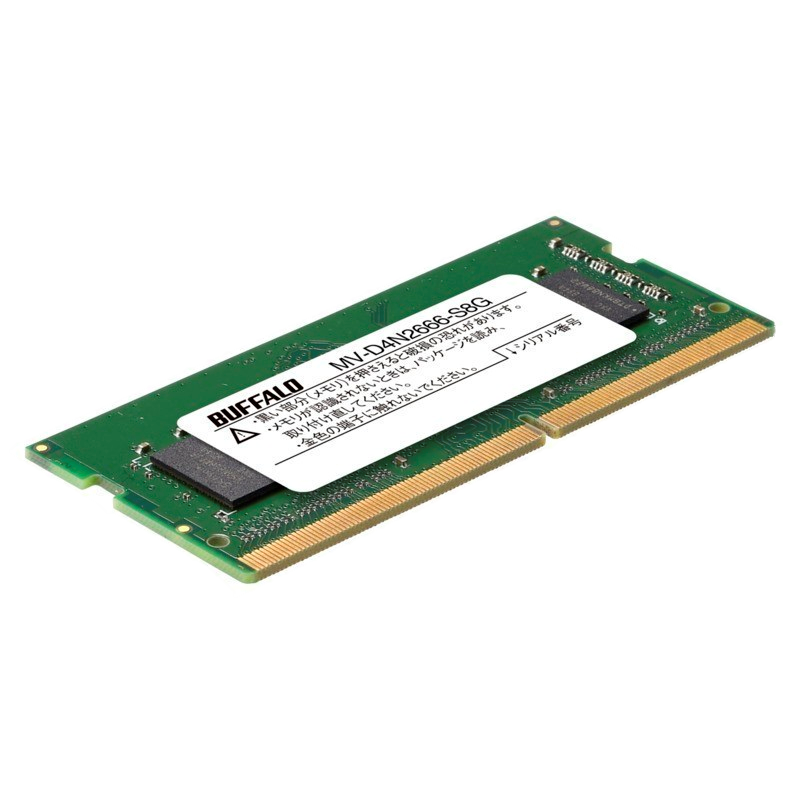 BUFFALO
MV-D4N2666-S8G
・黒い部分(メモリ)を押さえると破損の恐れがあります。
・メモリが認識されないときは、パッケージを読み、
取り付け直してください。
・金色の端子に触れないでください。
↓シリアル番号